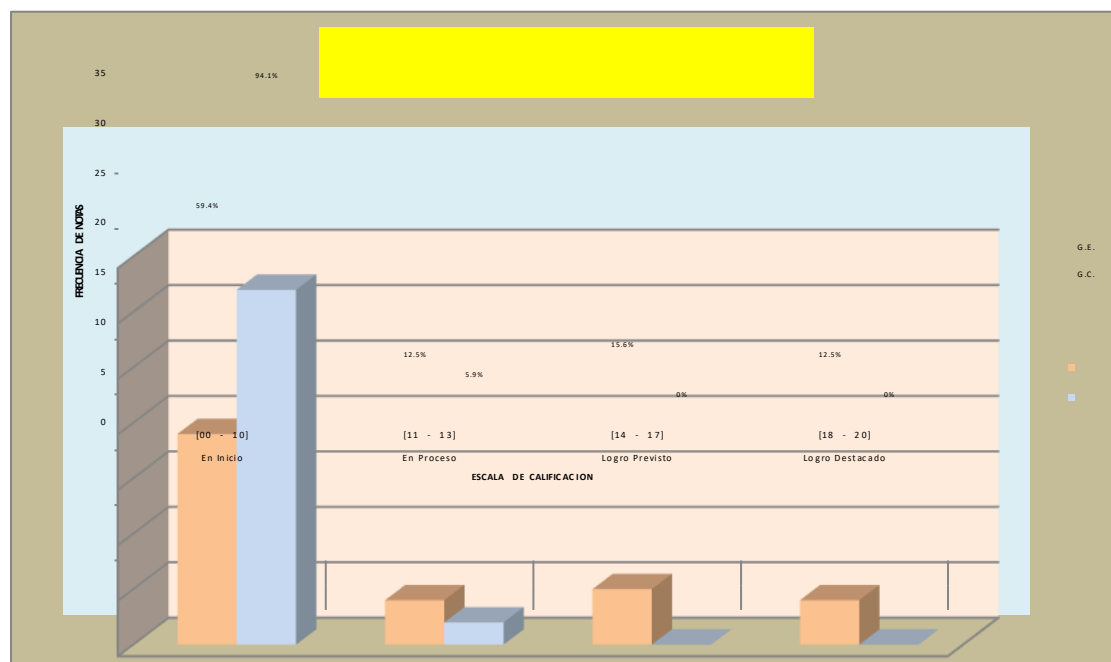 35
94.1%
30
25
59.4%
20
FRECUENCIA DE NOTAS
G.E.
15
G.C.
10
12.5%
15.6%
12.5%
5
5.9%
0%
0%
0
[00 - 10]
[11 - 13]
[14 - 17]
[18 - 20]
En Inicio
En Proceso
Logro Previsto
Logro Destacado
ESCALA DE CALIFICACION